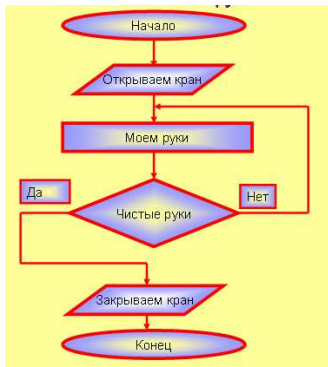 Начало
Открываем кран
Моем руки
Да
Нет
Чистые руки
Закрываем кран
Конец